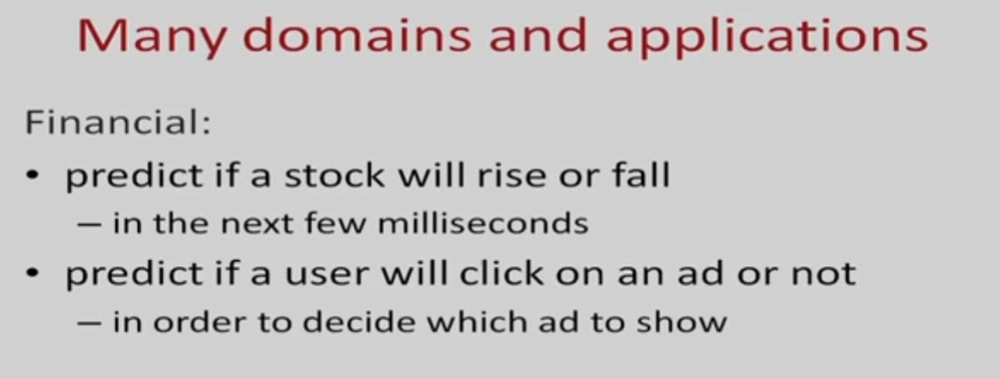 Many domains and applications
Financial:
• predict if a stock will rise or fall
– in the next few milliseconds
• predict if a user will click on an ad or not
– in order to decide which ad to show